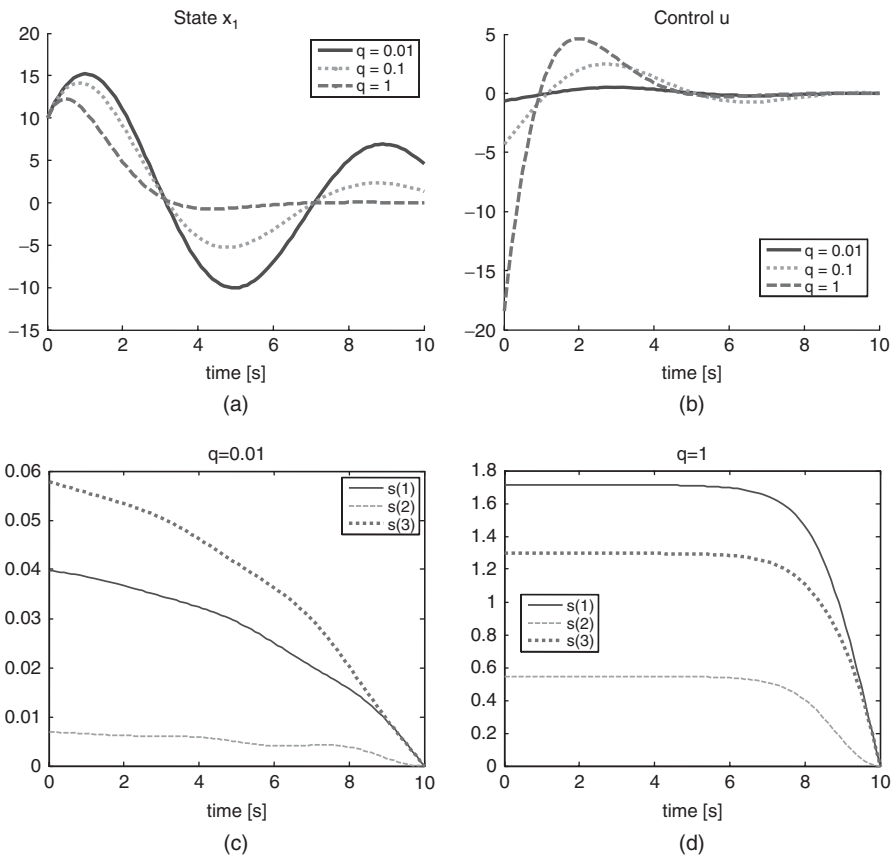 State x₁
20
15
10
5
0
−5
−10
−15
0 2 4 6 8 10
q = 0.01
q = 0.1
q = 1
time [s]
(a)
Control u
5
0
−5
−10
−15
−20
0 2 4 6 8 10
q = 0.01
q = 0.1
q = 1
time [s]
(b)
q=0.01
0.06
0.05
0.04
0.03
0.02
0.01
0
0 2 4 6 8 10
s(1)
s(2)
s(3)
time [s]
(c)
q=1
1.8
1.6
1.4
1.2
1
0.8
0.6
0.4
0.2
0
0 2 4 6 8 10
s(1)
s(2)
s(3)
time [s]
(d)